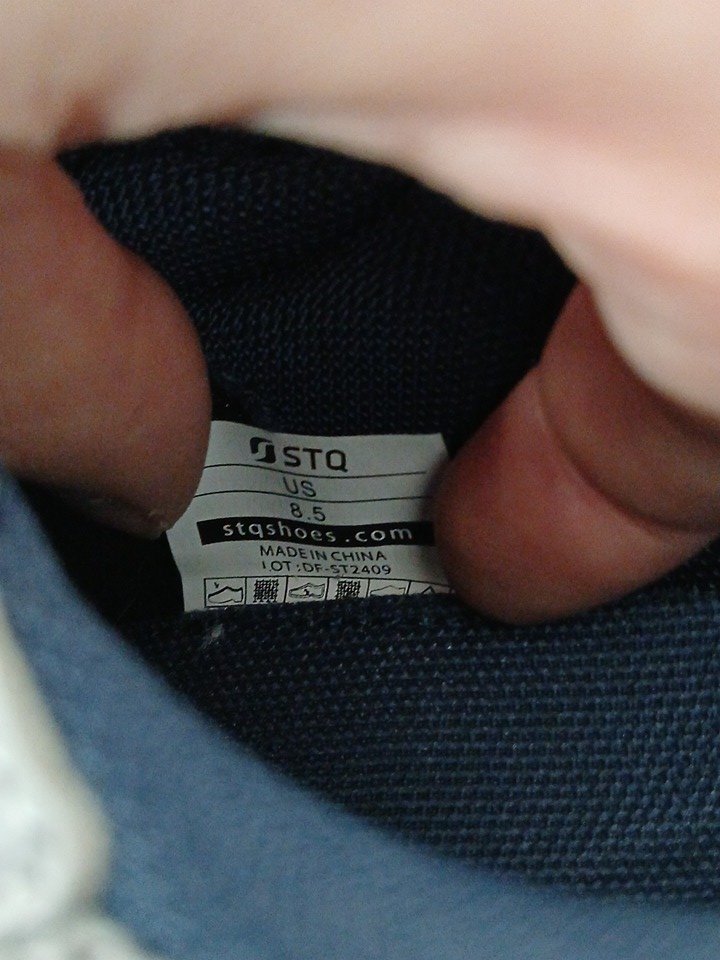 STQ
US
8.5
stqshoes.com
MADE IN CHINA
LOT:DF-ST2409